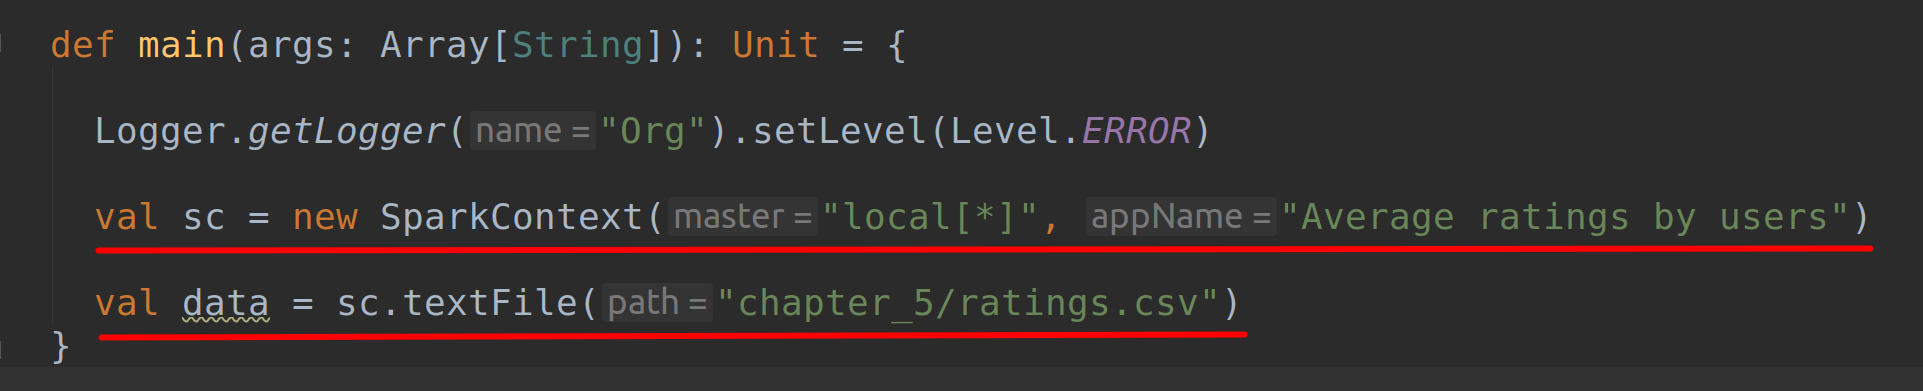 def main(args: Array[String]): Unit = {
Logger.getLogger( name = "Org").setLevel(Level.ERROR)
val sc = new SparkContext( master = "local[*]", appName = "Average ratings by users")
val data = sc.textFile( path = "chapter_5/ratings.csv")
}